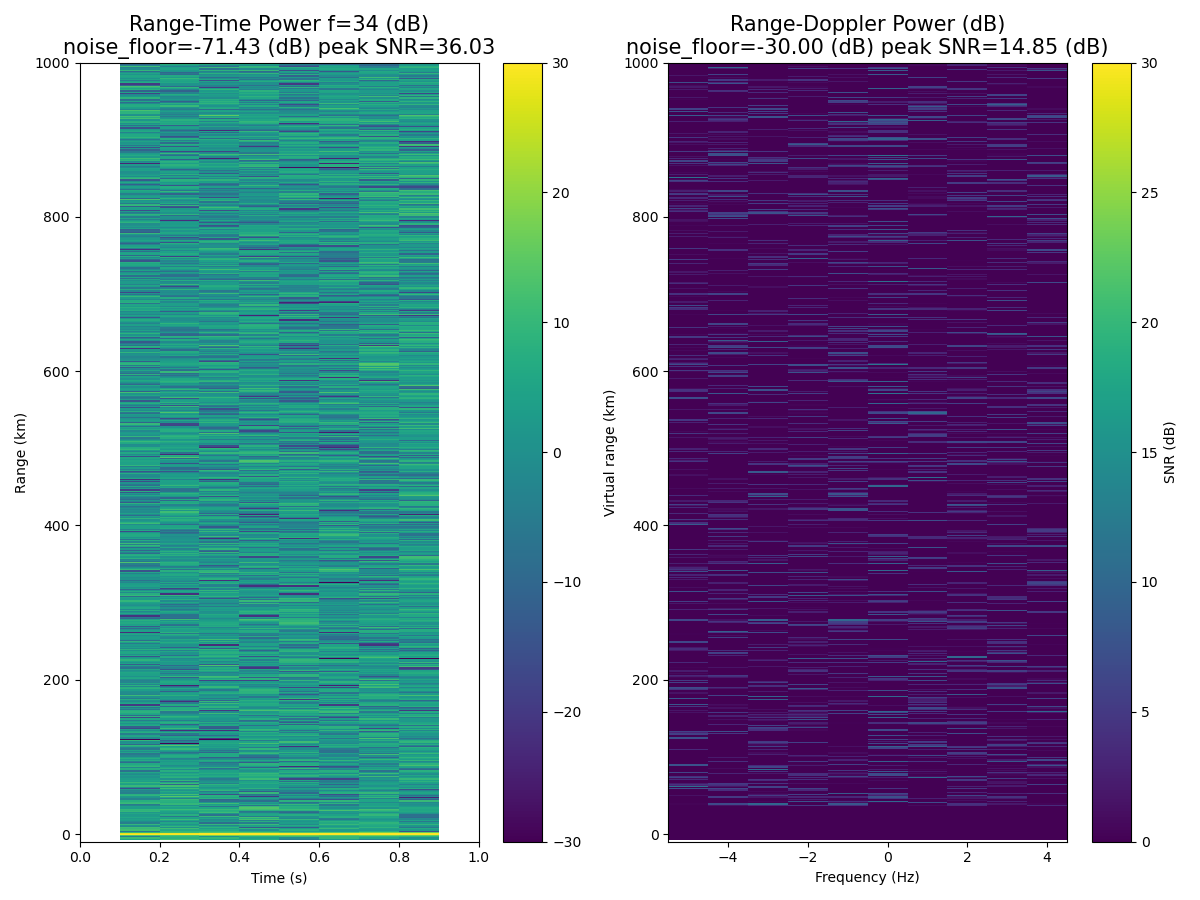 Range-Time Power f=34 (dB)
noise_floor=-71.43 (dB) peak SNR=36.03
Range (km)
1000
800
600
400
200
0
0.0 0.2 0.4 0.6 0.8 1.0
Time (s)
30
20
10
0
−10
−20
−30
Range-Doppler Power (dB)
noise_floor=-30.00 (dB) peak SNR=14.85 (dB)
Virtual range (km)
1000
800
600
400
200
0
−4 −2 0 2 4
Frequency (Hz)
30
25
20
15
10
5
0
SNR (dB)